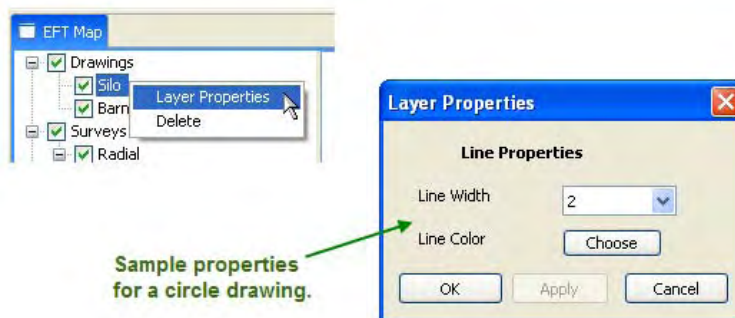 EFT Map
Drawings
Silo
Barn
Surveys
Radial
Layer Properties
Delete
Layer Properties
Line Properties
Line Width 2
Line Color Choose
OK Apply Cancel
Sample properties
for a circle drawing.